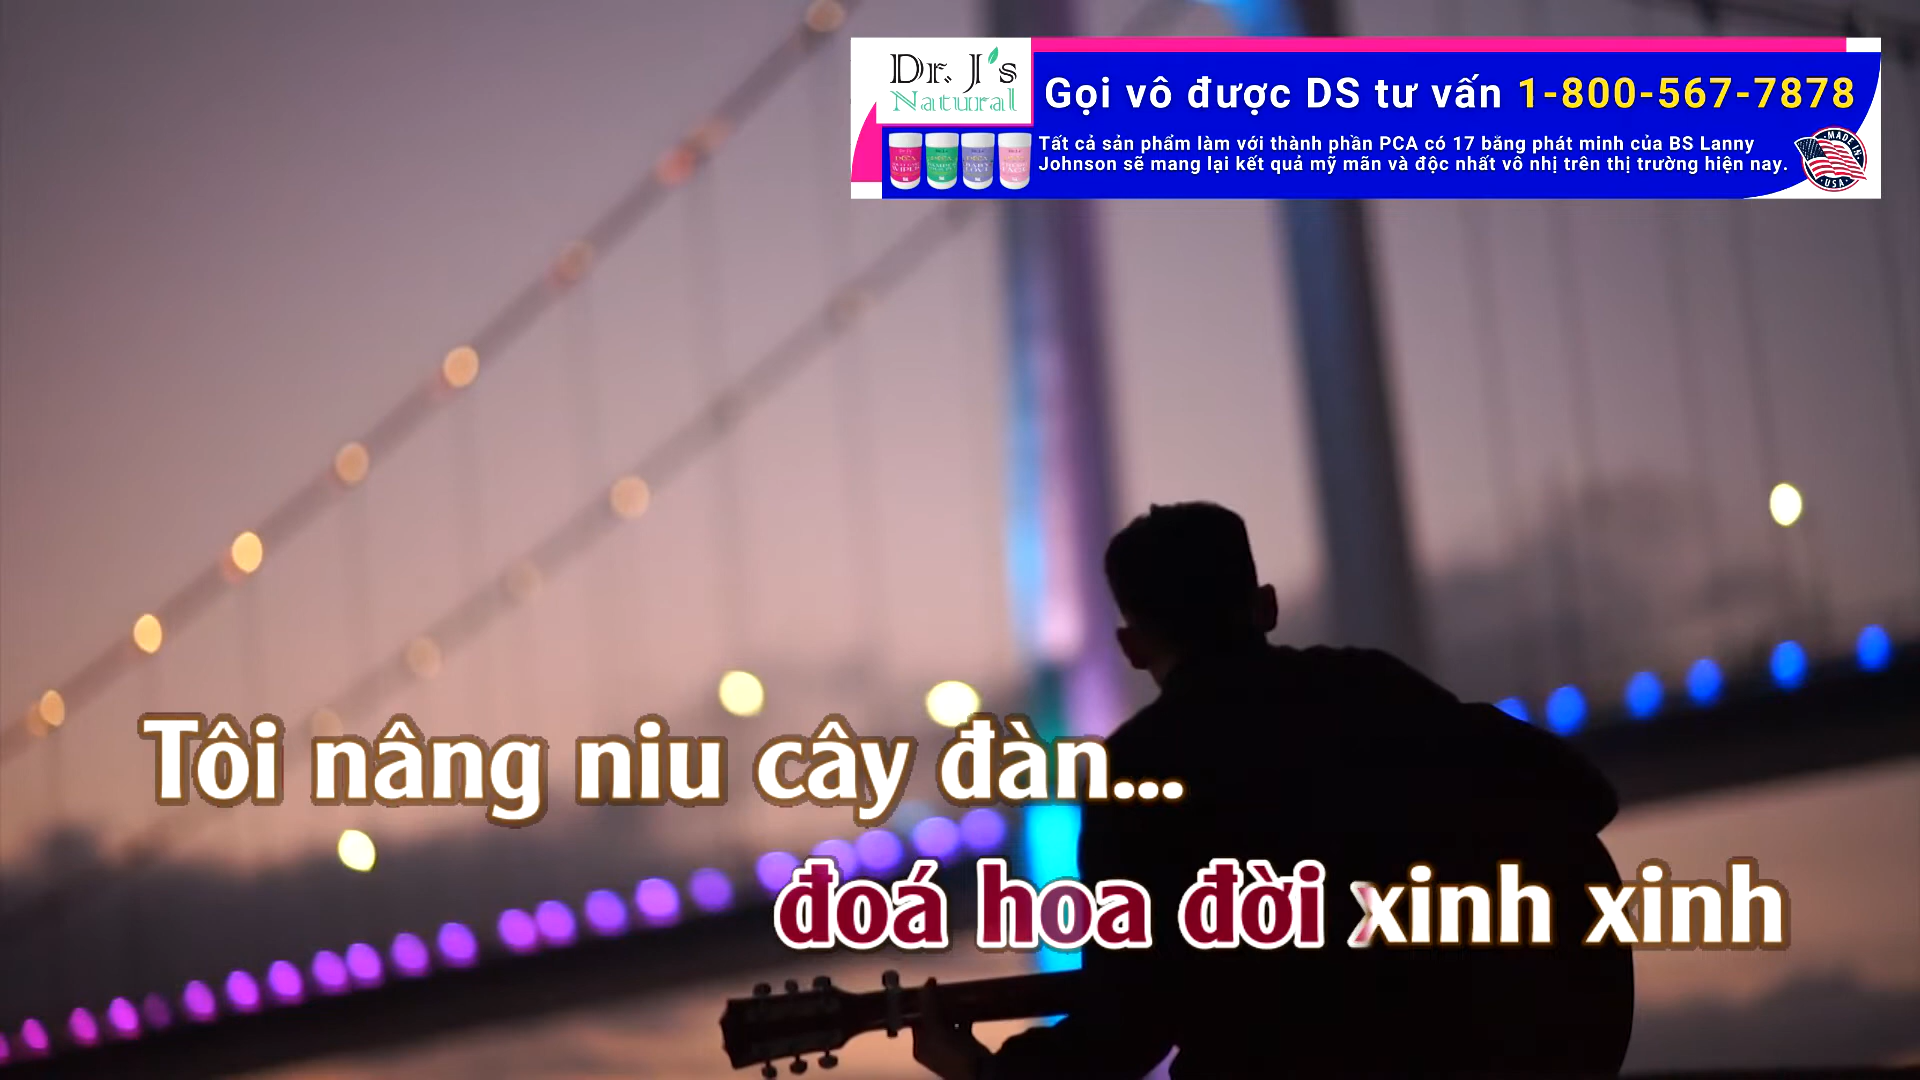 Dr. J's
Natural
Gọi vô được DS tư vấn 1-800-567-7878
Tất cả sản phẩm làm với thành phần PCA có 17 bằng phát minh của BS Lanny
Johnson sẽ mang lại kết quả mỹ mãn và độc nhất vô nhị trên thị trường hiện nay.
MADE IN
USA
Tôi nâng niu cây đàn...
đoá hoa đời xinh xinh